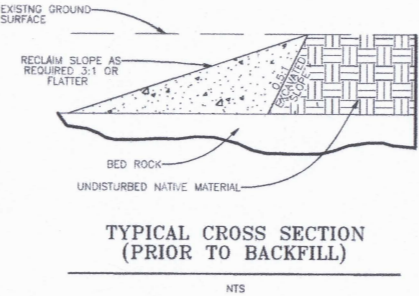 EXISTNG GROUND
SURFACE
RECLAIM SLOPE AS
REQUIRED 3:1 OR
FLATTER
0.5:1
EXCAVATED
SLOPE
BED ROCK
UNDISTURBED NATIVE MATERIAL
TYPICAL CROSS SECTION
(PRIOR TO BACKFILL)
NTS